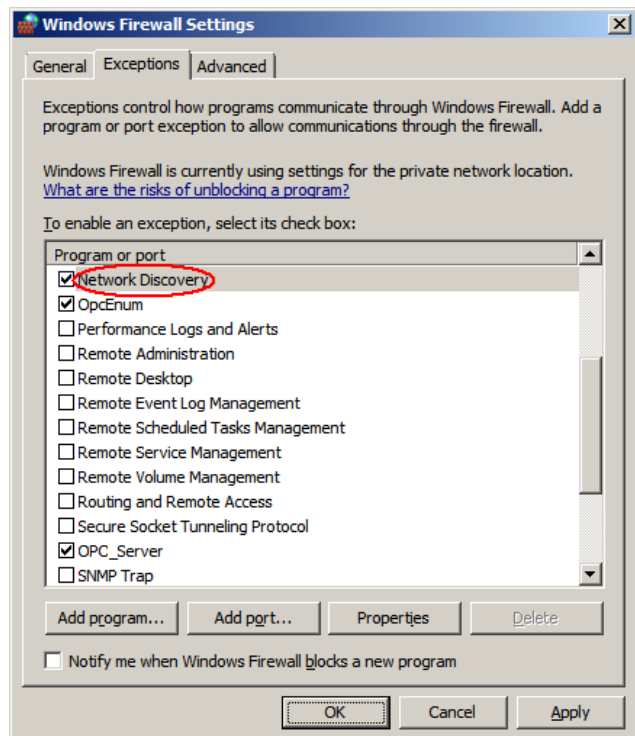 Windows Firewall Settings
General Exceptions Advanced
Exceptions control how programs communicate through Windows Firewall. Add a
program or port exception to allow communications through the firewall.
Windows Firewall is currently using settings for the private network location.
What are the risks of unblocking a program?
To enable an exception, select its check box:
Program or port
Network Discovery
OpcEnum
Performance Logs and Alerts
Remote Administration
Remote Desktop
Remote Event Log Management
Remote Scheduled Tasks Management
Remote Service Management
Remote Volume Management
Routing and Remote Access
Secure Socket Tunneling Protocol
OPC_Server
SNMP Trap
Add program... Add port... Properties Delete
Notify me when Windows Firewall blocks a new program
OK Cancel Apply